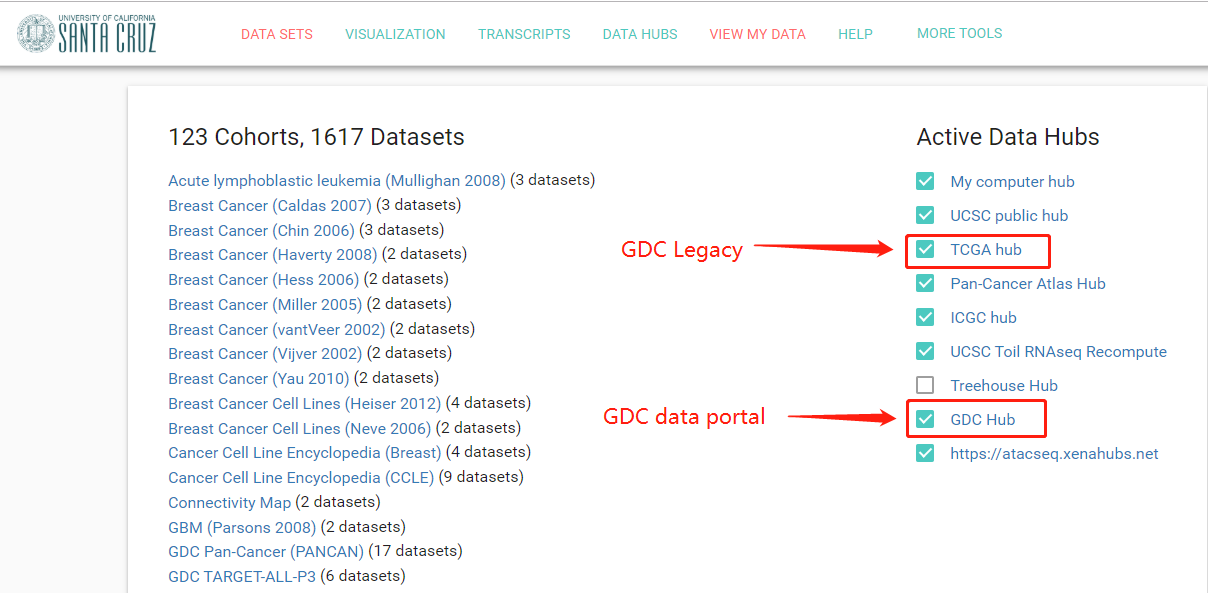 UNIVERSITY OF CALIFORNIA
SANTA CRUZ
DATA SETS VISUALIZATION TRANSCRIPTS DATA HUBS VIEW MY DATA HELP MORE TOOLS
123 Cohorts, 1617 Datasets
Acute lymphoblastic leukemia (Mullighan 2008) (3 datasets)
Breast Cancer (Caldas 2007) (3 datasets)
Breast Cancer (Chin 2006) (3 datasets)
Breast Cancer (Haverty 2008) (2 datasets)
Breast Cancer (Hess 2006) (2 datasets)
Breast Cancer (Miller 2005) (2 datasets)
Breast Cancer (vantVeer 2002) (2 datasets)
Breast Cancer (Vijver 2002) (2 datasets)
Breast Cancer (Yau 2010) (2 datasets)
Breast Cancer Cell Lines (Heiser 2012) (4 datasets)
Breast Cancer Cell Lines (Neve 2006) (2 datasets)
Cancer Cell Line Encyclopedia (Breast) (4 datasets)
Cancer Cell Line Encyclopedia (CCLE) (9 datasets)
Connectivity Map (2 datasets)
GBM (Parsons 2008) (2 datasets)
GDC Pan-Cancer (PANCAN) (17 datasets)
GDC TARGET-ALL-P3 (6 datasets)
GDC Legacy
GDC data portal
Active Data Hubs
My computer hub
UCSC public hub
TCGA hub
Pan-Cancer Atlas Hub
ICGC hub
UCSC Toil RNAseq Recompute
Treehouse Hub
GDC Hub
https://atacseq.xenahubs.net